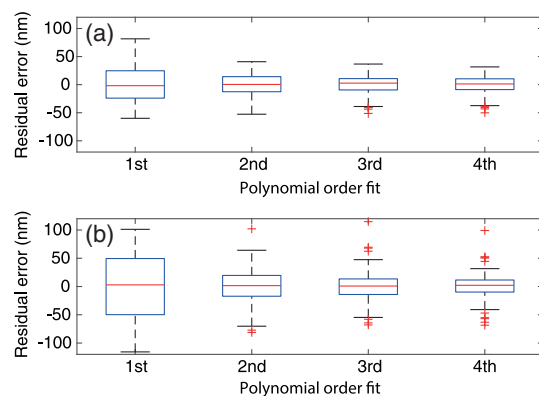 (a)
Residual error (nm)
100
50
0
-50
-100
1st 2nd 3rd 4th
Polynomial order fit
(b)
Residual error (nm)
100
50
0
-50
-100
1st 2nd 3rd 4th
Polynomial order fit